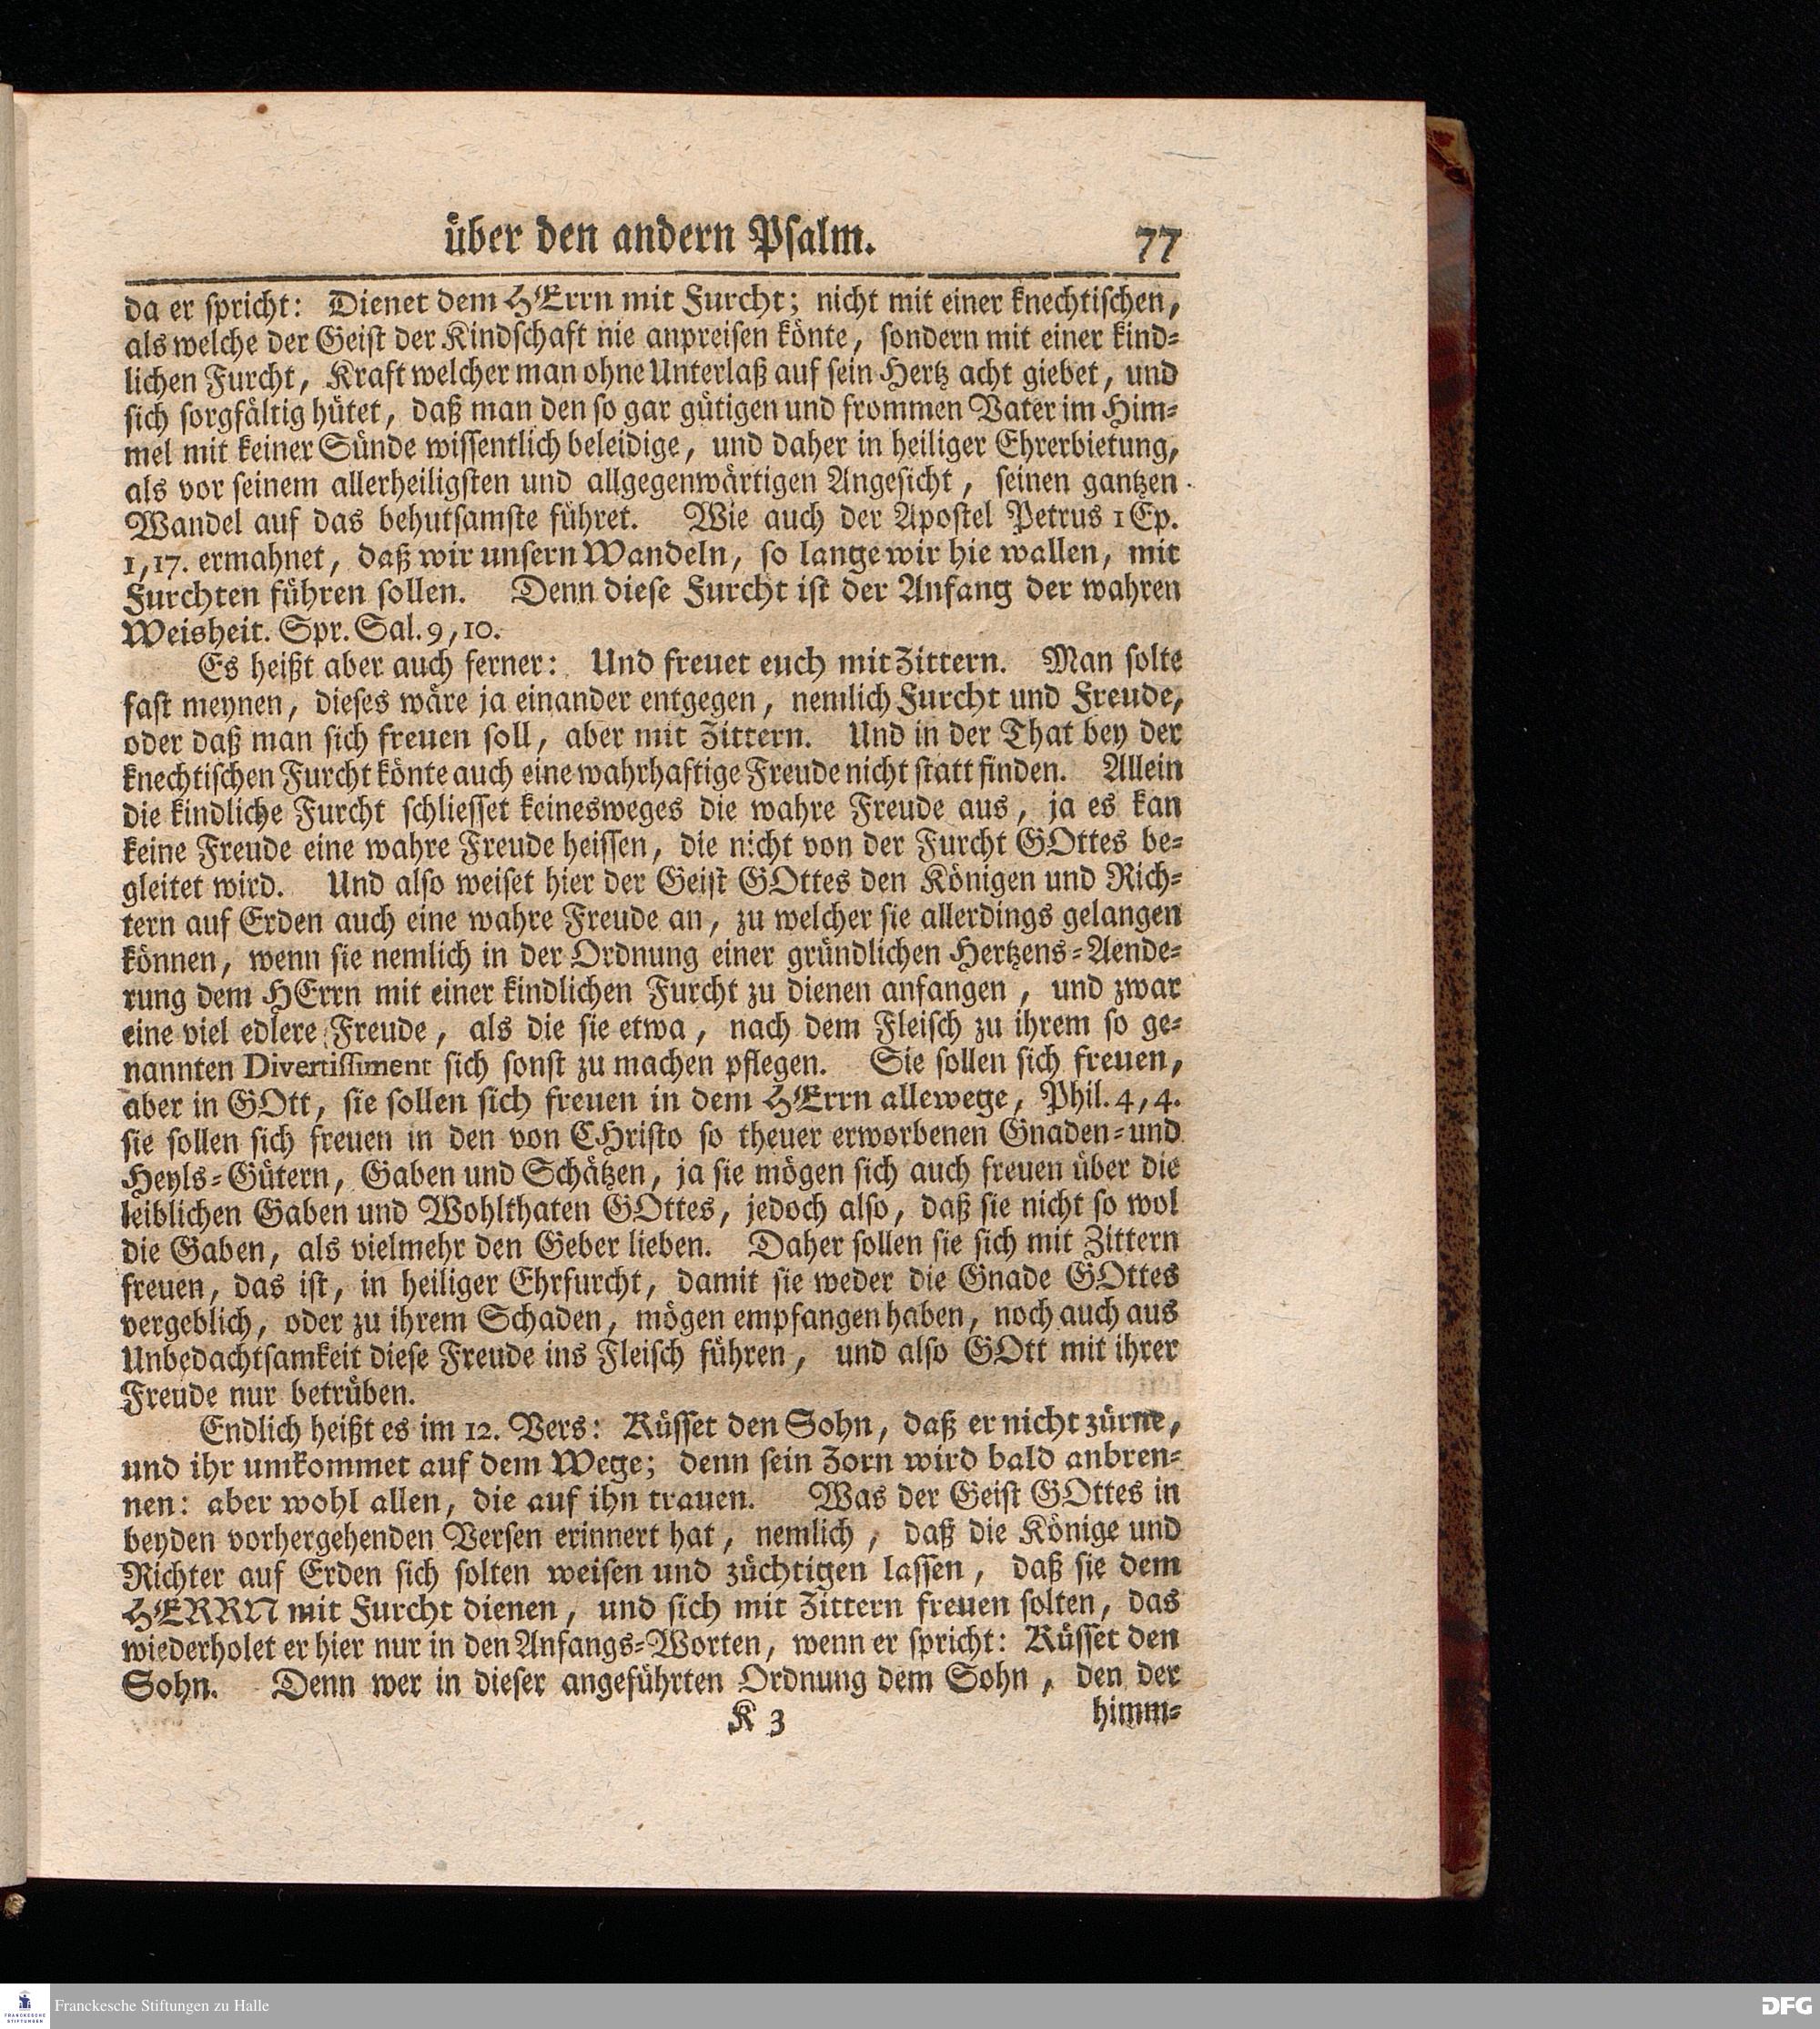 über den andern Psalm. 77
da er spricht: Dienet dem HErrn mit Furcht; nicht mit einer knechtischen,
als welche der Geist der Kindschaft nie anpreisen könte, sondern mit einer kind-
lichen Furcht, Kraft welcher man ohne Unterlaß auf sein Hertz acht giebet, und
sich sorgfältig hütet, daß man den so gar gütigen und frommen Vater im Him-
mel mit keiner Sünde wissentlich beleidige, und daher in heiliger Ehrerbietung,
als vor seinem allerheiligsten und allgegenwärtigen Angesicht, seinen gantzen
Wandel auf das behutsamste führet. Wie auch der Apostel Petrus 1 Ep.
1, 17. ermahnet, daß wir unsern Wandeln, so lange wir hie wallen, mit
Furchten führen sollen. Denn diese Furcht ist der Anfang der wahren
Weisheit. Spr. Sal. 9, 10.
Es heißt aber auch ferner: Und freuet euch mit Zittern. Man solte
fast meynen, dieses wäre ja einander entgegen, nemlich Furcht und Freude,
oder daß man sich freuen soll, aber mit Zittern. Und in der That bey der
knechtischen Furcht könte auch eine wahrhaftige Freude nicht statt finden. Allein
die kindliche Furcht schliesset keinesweges die wahre Freude aus, ja es kan
keine Freude eine wahre Freude heissen, die nicht von der Furcht GOttes be-
gleitet wird. Und also weiset hier der Geist GOttes den Königen und Rich-
tern auf Erden auch eine wahre Freude an, zu welcher sie allerdings gelangen
können, wenn sie nemlich in der Ordnung einer gründlichen Hertzens-Aende-
rung dem HErrn mit einer kindlichen Furcht zu dienen anfangen, und zwar
eine viel edlere Freude, als die sie etwa, nach dem Fleisch zu ihrem so ge-
nannten Divertissiment sich sonst zu machen pflegen. Sie sollen sich freuen,
aber in GOtt, sie sollen sich freuen in dem HErrn allewege, Phil. 4, 4.
sie sollen sich freuen in den von CHristo so theuer erworbenen Gnaden- und
Heyls-Gütern, Gaben und Schätzen, ja sie mögen sich auch freuen über die
leiblichen Gaben und Wohlthaten GOttes, jedoch also, daß sie nicht so wol
die Gaben, als vielmehr den Geber lieben. Daher sollen sie sich mit Zittern
freuen, das ist, in heiliger Ehrfurcht, damit sie weder die Gnade GOttes
vergeblich, oder zu ihrem Schaden, mögen empfangen haben, noch auch aus
Unbedachtsamkeit diese Freude ins Fleisch führen, und also GOtt mit ihrer
Freude nur betrüben.
Endlich heißt es im 12. Vers: Küsset den Sohn, daß er nicht zürne,
und ihr umkommet auf dem Wege; denn sein Zorn wird bald anbren-
nen: aber wohl allen, die auf ihn trauen. Was der Geist GOttes in
beyden vorhergehenden Versen erinnert hat, nemlich, daß die Könige und
Richter auf Erden sich solten weisen und züchtigen lassen, daß sie dem
HERRN mit Furcht dienen, und sich mit Zittern freuen solten, das
wiederholet er hier nur in den Anfangs-Worten, wenn er spricht: Küsset den
Sohn. Denn wer in dieser angeführten Ordnung dem Sohn, den der
K 3 himm-
FRANCKESCHE
STIFTUNGEN
Franckesche Stiftungen zu Halle
DFG